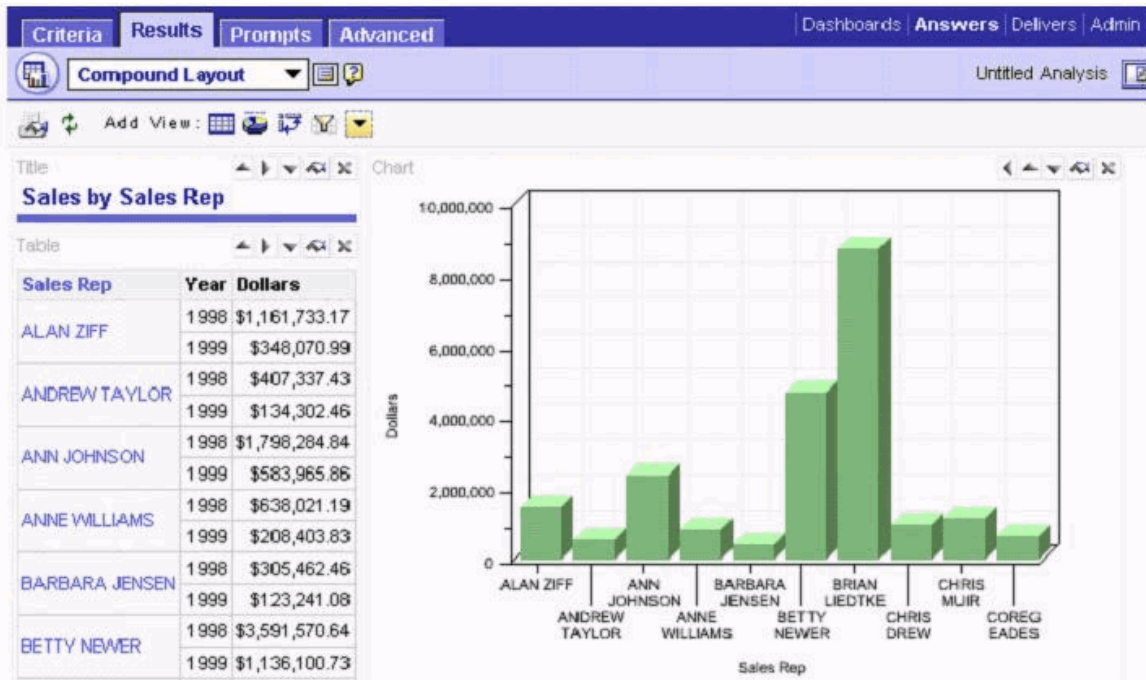 Criteria Results Prompts Advanced Dashboards Answers Delivers Admin
Compound Layout Untitled Analysis
Add View:
Title
Sales by Sales Rep
Table
Sales Rep Year Dollars
ALAN ZIFF 1998 $1,161,733.17
1999 $348,070.99
ANDREW TAYLOR 1998 $407,337.43
1999 $134,302.46
ANN JOHNSON 1998 $1,798,284.84
1999 $583,965.86
ANNE WILLIAMS 1998 $638,021.19
1999 $208,403.83
BARBARA JENSEN 1998 $305,462.46
1999 $123,241.08
BETTY NEWER 1998 $3,591,570.64
1999 $1,136,100.73
Chart
10,000,000
8,000,000
6,000,000
4,000,000
2,000,000
0
Dollars
ALAN ZIFF
ANDREW
TAYLOR
ANN
JOHNSON
ANNE
WILLIAMS
BARBARA
JENSEN
BETTY
NEWER
BRIAN
LIEDTKE
CHRIS
DREW
CHRIS
MUIR
COREG
EADES
Sales Rep